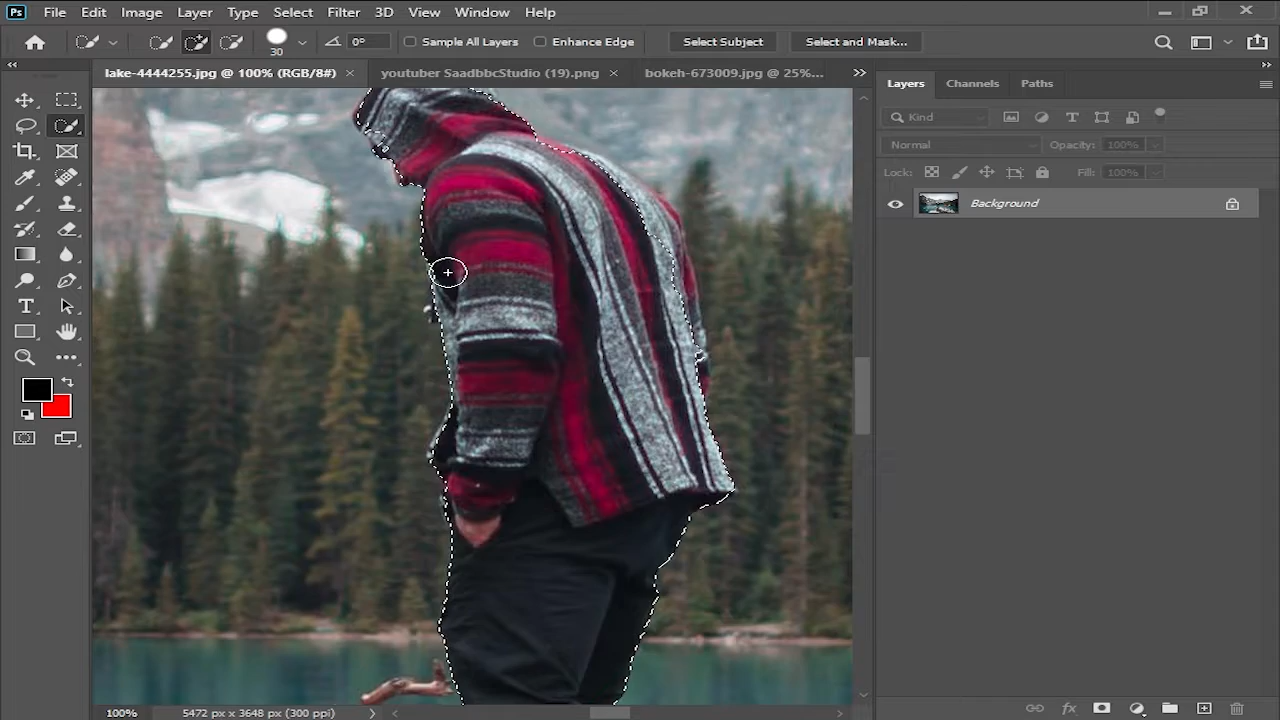 Ps File Edit Image Layer Type Select Filter 3D View Window Help
30 0° Sample All Layers Enhance Edge Select Subject Select and Mask...
lake-4444255.jpg @ 100% (RGB/8#) × youtuber SaadbbcStudio (19).png × bokeh-673009.jpg @ 25%... >>
Layers Channels Paths
Kind
Normal Opacity: 100%
Lock: Fill: 100%
Background
100% 5472 px x 3648 px (300 ppi)